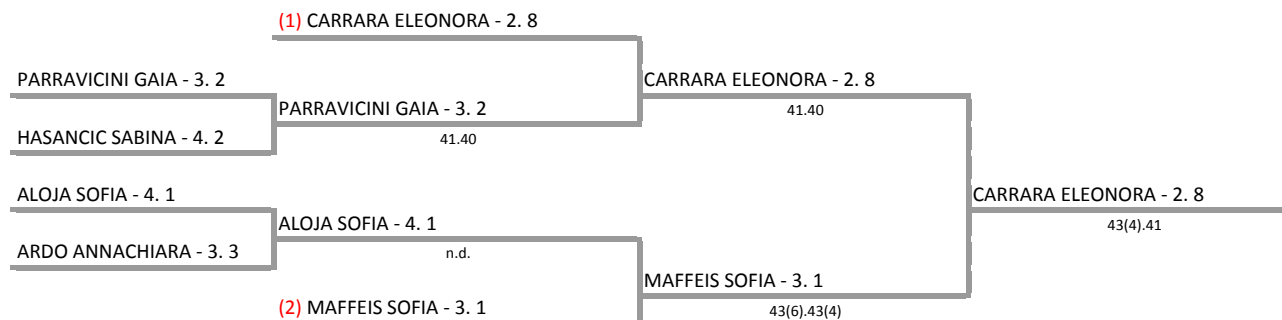 (1) CARRARA ELEONORA - 2. 8
PARRAVICINI GAIA - 3. 2
CARRARA ELEONORA - 2. 8
PARRAVICINI GAIA - 3. 2
41.40
HASANCIC SABINA - 4. 2
41.40
ALOJA SOFIA - 4. 1
CARRARA ELEONORA - 2. 8
ALOJA SOFIA - 4. 1
43(4).41
ARDO ANNACHIARA - 3. 3
n.d.
MAFFEIS SOFIA - 3. 1
(2) MAFFEIS SOFIA - 3. 1
43(6).43(4)